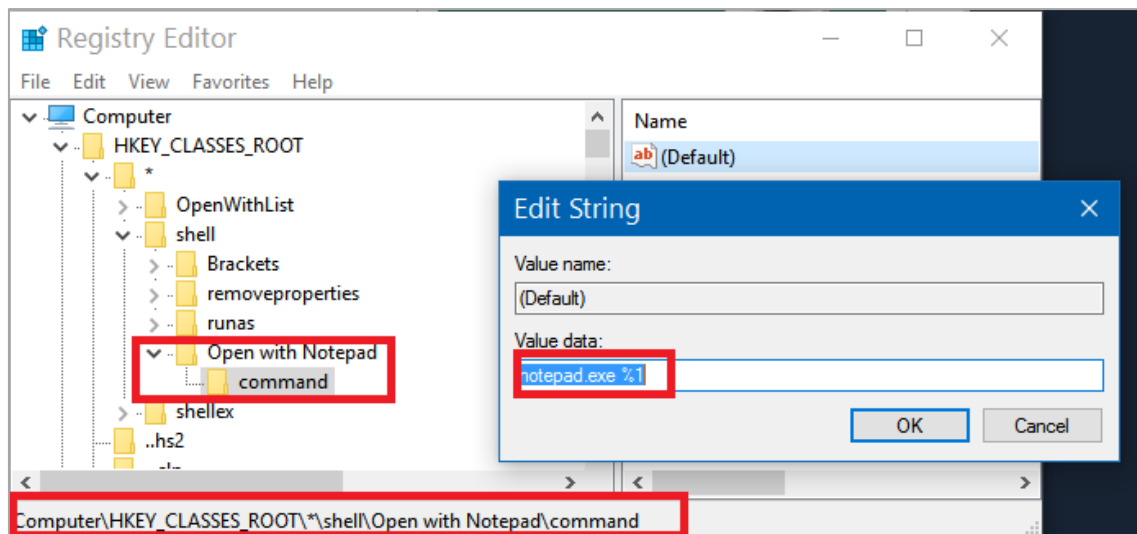 Registry Editor
File Edit View Favorites Help
Computer
HKEY_CLASSES_ROOT
*
OpenWithList
shell
Brackets
removeproperties
runas
Open with Notepad
command
shellex
..hs2
Name
ab (Default)
Edit String
Value name:
(Default)
Value data:
notepad.exe %1
OK Cancel
Computer\HKEY_CLASSES_ROOT\*\shell\Open with Notepad\command